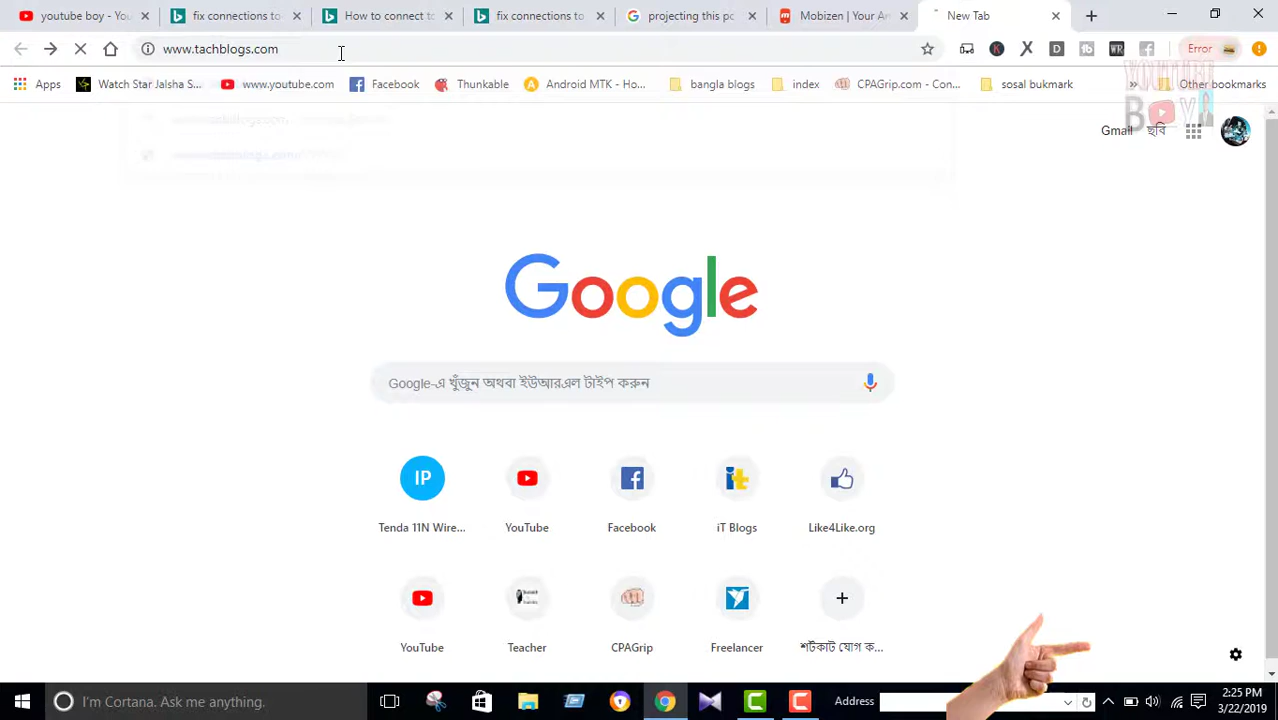 youtube boy - You
fix connections to
How to connect to
fix connections to
projecting this pc
Mobizen | Your An
New Tab
www.tachblogs.com
Error
Apps
Watch Star Jalsha S...
www.youtube.com
Facebook
Thunkable
Android MTK - Ho...
bangla blogs
index
CPAGrip.com - Con...
sosal bukmark
Other bookmarks
YOUTUBE
BOY
Gmail
ছবি
Google
Google-এ খুঁজুন অথবা ইউআরএল টাইপ করুন
IP
Tenda 11N Wire...
YouTube
Facebook
iT Blogs
Like4Like.org
YouTube
Teacher
CPAGrip
Freelancer
শর্টকাট যোগ ক...
I'm Cortana. Ask me anything.
Address
2:25 PM
3/22/2019